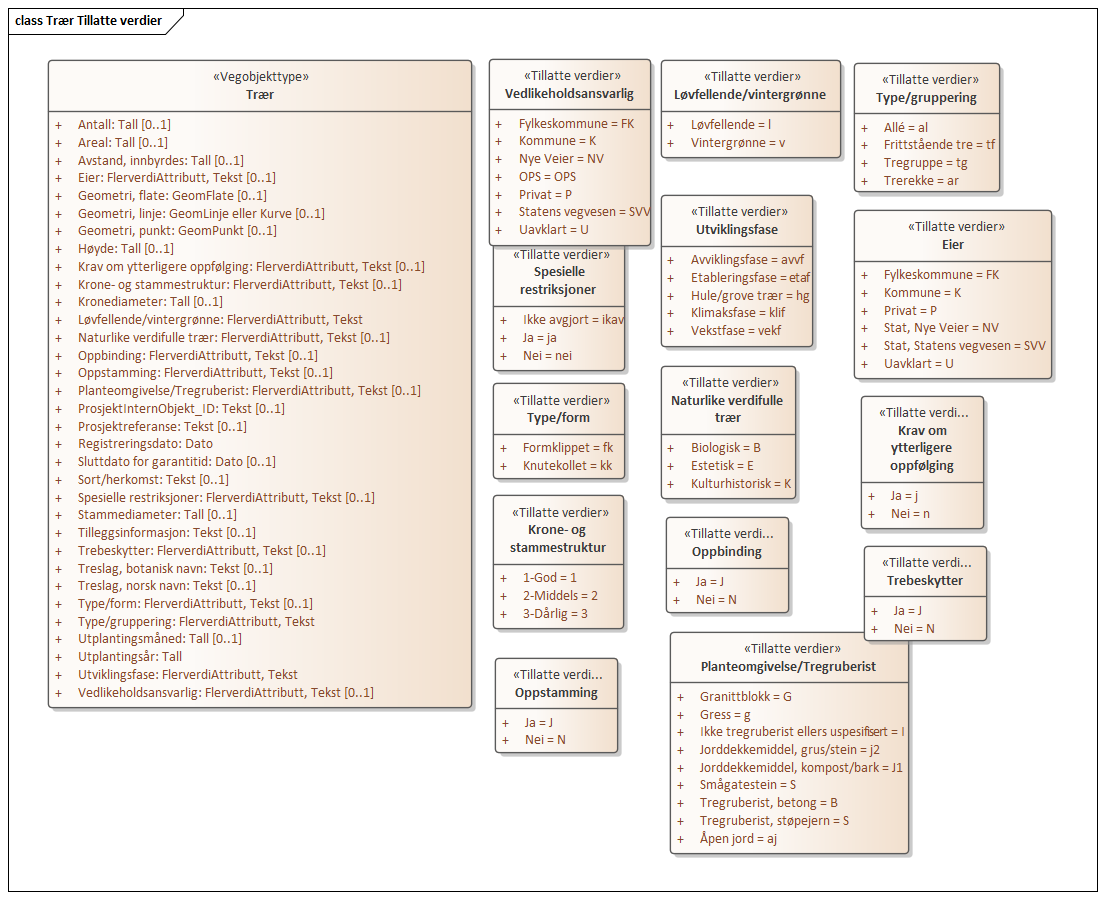 class Trær Tillatte verdier
«Vegobjekttype»
Trær
+ Antall: Tall [0..1]
+ Areal: Tall [0..1]
+ Avstand, innbyrdes: Tall [0..1]
+ Eier: FlerverdiAttributt, Tekst [0..1]
+ Geometri, flate: GeomFlate [0..1]
+ Geometri, linje: GeomLinje eller Kurve [0..1]
+ Geometri, punkt: GeomPunkt [0..1]
+ Høyde: Tall [0..1]
+ Krav om ytterligere oppfølging: FlerverdiAttributt, Tekst [0..1]
+ Krone- og stammestruktur: FlerverdiAttributt, Tekst [0..1]
+ Kronediameter: Tall [0..1]
+ Løvfellende/vintergrønne: FlerverdiAttributt, Tekst
+ Naturlike verdifulle trær: FlerverdiAttributt, Tekst [0..1]
+ Oppbinding: FlerverdiAttributt, Tekst [0..1]
+ Oppstamming: FlerverdiAttributt, Tekst [0..1]
+ Planteomgivelse/Tregruberist: FlerverdiAttributt, Tekst [0..1]
+ ProsjektInternObjekt_ID: Tekst [0..1]
+ Prosjektreferanse: Tekst [0..1]
+ Registreringsdato: Dato
+ Sluttdato for garantitid: Dato [0..1]
+ Sort/herkomst: Tekst [0..1]
+ Spesielle restriksjoner: FlerverdiAttributt, Tekst [0..1]
+ Stammediameter: Tall [0..1]
+ Tilleggsinformasjon: Tekst [0..1]
+ Trebeskytter: FlerverdiAttributt, Tekst [0..1]
+ Treslag, botanisk navn: Tekst [0..1]
+ Treslag, norsk navn: Tekst [0..1]
+ Type/form: FlerverdiAttributt, Tekst [0..1]
+ Type/gruppering: FlerverdiAttributt, Tekst
+ Utplantingsmåned: Tall [0..1]
+ Utplantingsår: Tall
+ Utviklingsfase: FlerverdiAttributt, Tekst
+ Vedlikeholdsansvarlig: FlerverdiAttributt, Tekst [0..1]
«Tillatte verdier»
Vedlikeholdsansvarlig
+ Fylkeskommune = FK
+ Kommune = K
+ Nye Veier = NV
+ OPS = OPS
+ Privat = P
+ Statens vegvesen = SVV
+ Uavklart = U
«Tillatte verdier»
Spesielle
restriksjoner
+ Ikke avgjort = ikav
+ Ja = ja
+ Nei = nei
«Tillatte verdier»
Type/form
+ Formklippet = fk
+ Knutekollet = kk
«Tillatte verdier»
Krone- og
stammestruktur
+ 1-God = 1
+ 2-Middels = 2
+ 3-Dårlig = 3
«Tillatte verdi...
Oppstamming
+ Ja = J
+ Nei = N
«Tillatte verdier»
Løvfellende/vintergrønne
+ Løvfellende = l
+ Vintergrønne = v
«Tillatte verdier»
Utviklingsfase
+ Avviklingsfase = avvf
+ Etableringsfase = etaf
+ Hule/grove trær = hg
+ Klimaksfase = klif
+ Vekstfase = vekf
«Tillatte verdier»
Naturlike verdifulle
trær
+ Biologisk = B
+ Estetisk = E
+ Kulturhistorisk = K
«Tillatte verdi...
Oppbinding
+ Ja = J
+ Nei = N
«Tillatte verdier»
Planteomgivelse/Tregruberist
+ Granittblokk = G
+ Gress = g
+ Ikke tregruberist ellers uspesifisert = I
+ Jorddekkemiddel, grus/stein = j2
+ Jorddekkemiddel, kompost/bark = J1
+ Smågatestein = S
+ Tregruberist, betong = B
+ Tregruberist, støpejern = S
+ Åpen jord = aj
«Tillatte verdier»
Type/gruppering
+ Allé = al
+ Frittstående tre = tf
+ Tregruppe = tg
+ Trerekke = ar
«Tillatte verdier»
Eier
+ Fylkeskommune = FK
+ Kommune = K
+ Privat = P
+ Stat, Nye Veier = NV
+ Stat, Statens vegvesen = SVV
+ Uavklart = U
«Tillatte verdi...
Krav om
ytterligere
oppfølging
+ Ja = j
+ Nei = n
«Tillatte verdi...
Trebeskytter
+ Ja = J
+ Nei = N